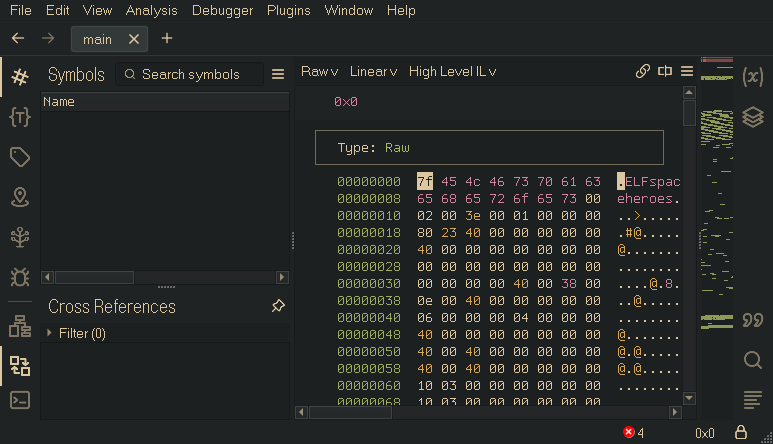 File Edit View Analysis Debugger Plugins Window Help
main
Symbols
Search symbols
Name
Cross References
Filter (0)
Raw Linear High Level IL
0x0
Type: Raw
00000000 7f 45 4c 46 73 70 61 63 .ELFspac
00000008 65 68 65 72 6f 65 73 00 eheroes.
00000010 02 00 3e 00 01 00 00 00 ..>.....
00000018 80 23 40 00 00 00 00 00 .#@.....
00000020 40 00 00 00 00 00 00 00 @.......
00000028 00 00 00 00 00 00 00 00 ........
00000030 00 00 00 00 40 00 38 00 ....@.8.
00000038 0e 00 40 00 00 00 00 00 ..@.....
00000040 06 00 00 00 04 00 00 00 ........
00000048 40 00 00 00 00 00 00 00 @.......
00000050 40 00 40 00 00 00 00 00 @.@.....
00000058 40 00 40 00 00 00 00 00 @.@.....
00000060 10 03 00 00 00 00 00 00 ........
00000068 10 03 00 00 00 00 00 00
4 0x0